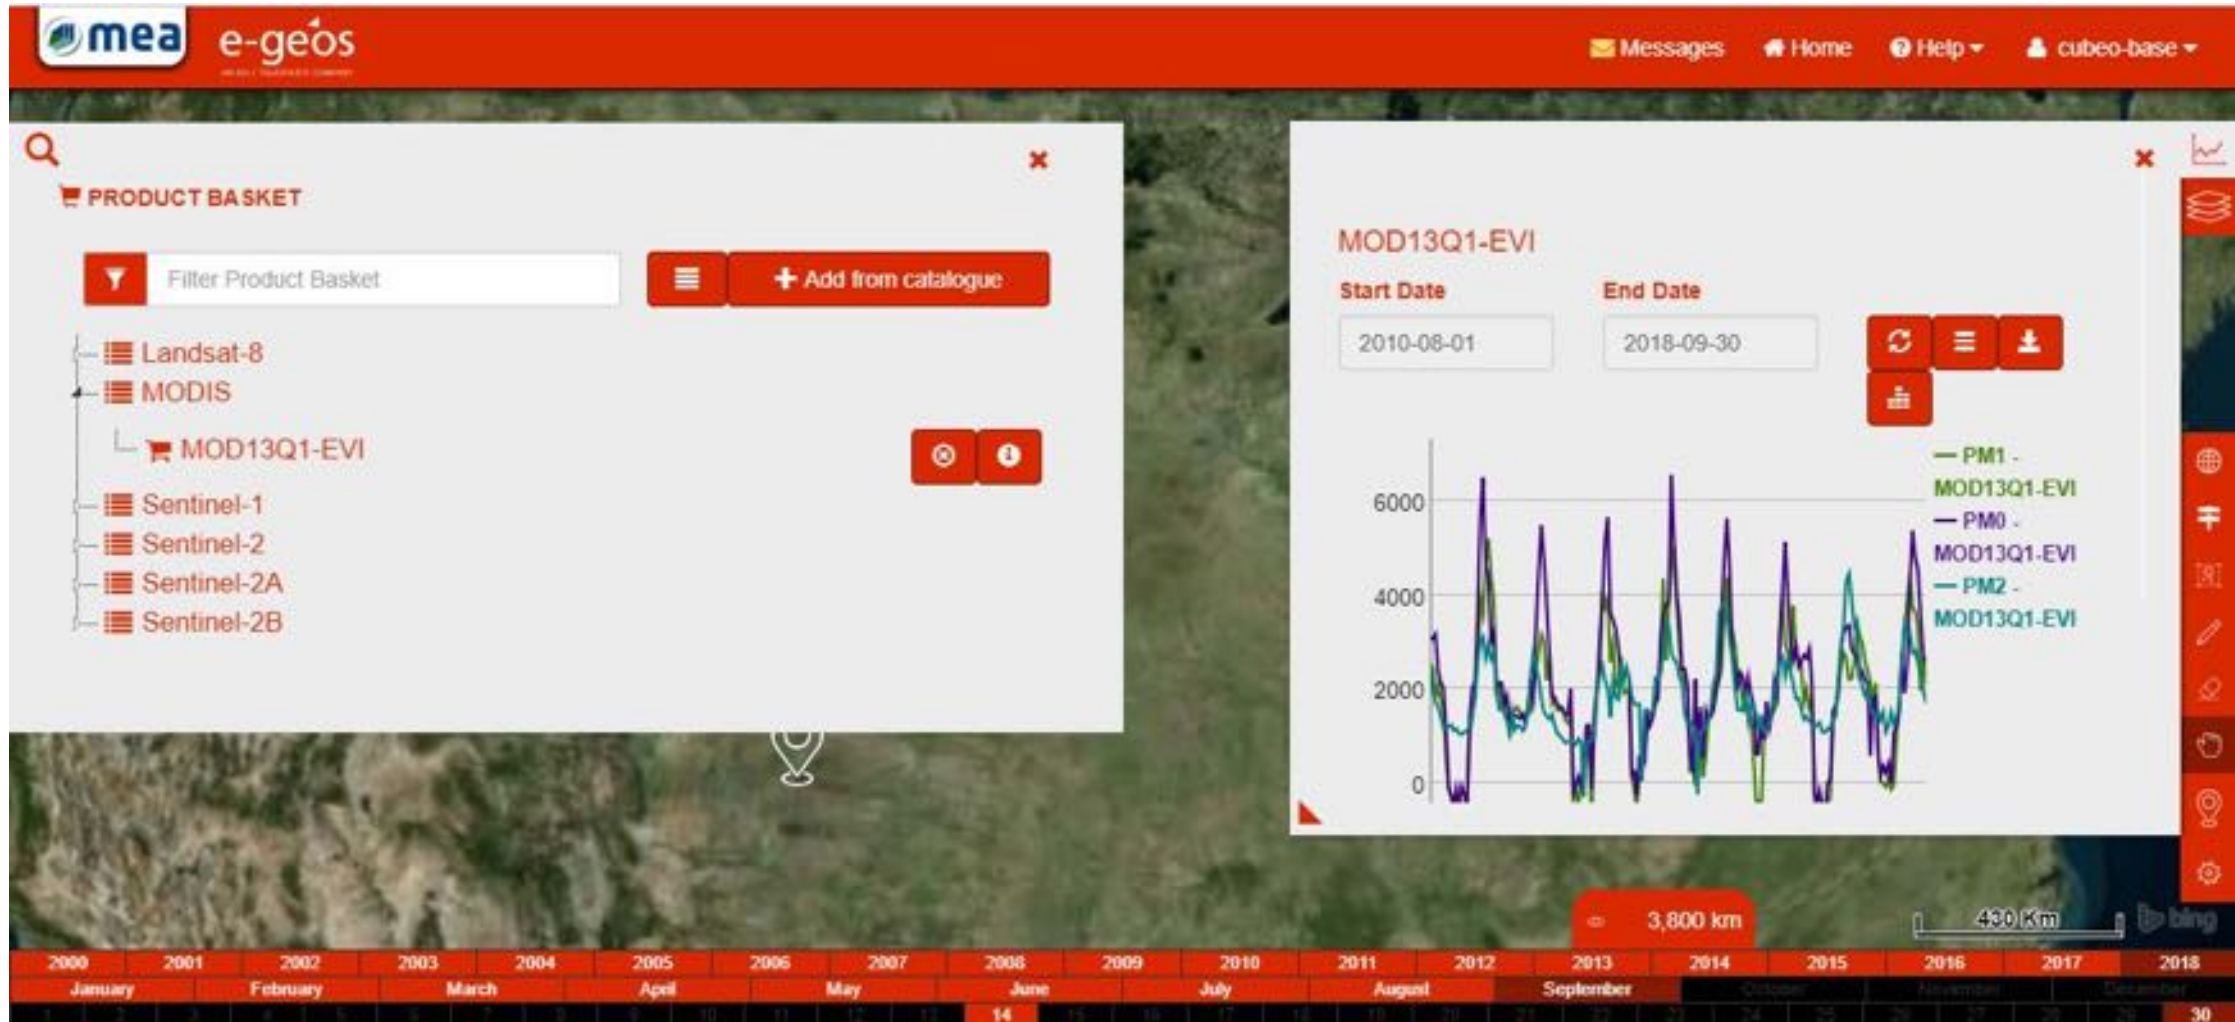 mea
e-geos
Messages
Home
Help
cubeo-base
PRODUCT BASKET
Filter Product Basket
Add from catalogue
Landsat-8
MODIS
MOD13Q1-EVI
Sentinel-1
Sentinel-2
Sentinel-2A
Sentinel-2B
MOD13Q1-EVI
Start Date
End Date
2010-08-01
2018-09-30
6000
4000
2000
0
PM1 -
MOD13Q1-EVI
PM0 -
MOD13Q1-EVI
PM2 -
MOD13Q1-EVI
3,800 km
430 Km
bing
2000 2001 2002 2003 2004 2005 2006 2007 2008 2009 2010 2011 2012 2013 2014 2015 2016 2017 2018
January February March April May June July August September October November December
14 30